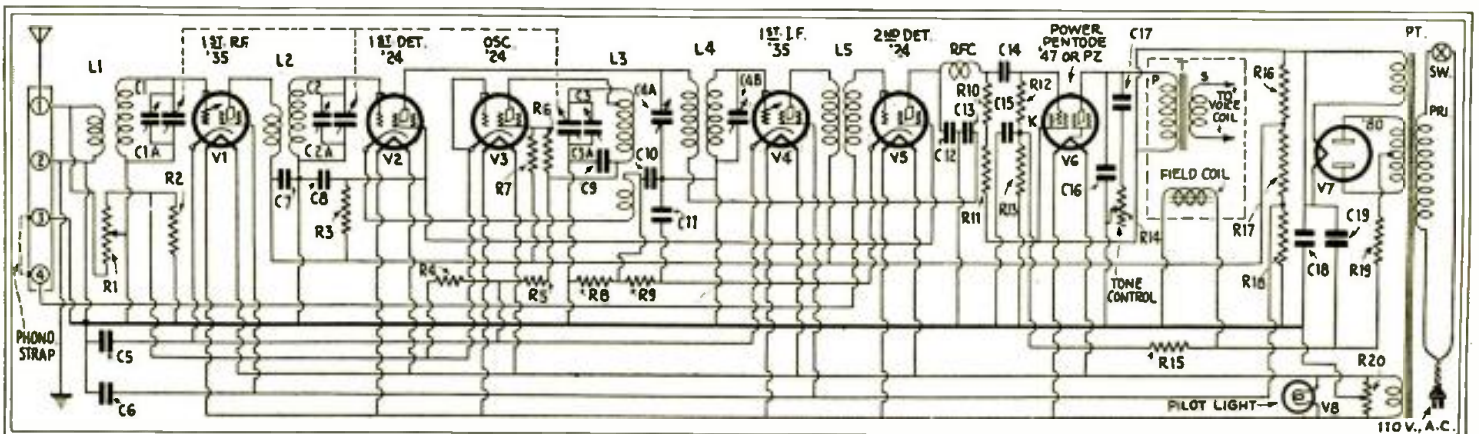 1ST. R.F.
'35
1ST DET.
'24
OSC.
'24
1ST. I.F.
'35
2ND DET.
'24
POWER
PENTODE
'47 OR PZ
L1
C1
C1A
V1
L2
C2
C2A
V2
V3
R6
C3
C3A
L3
C4A
L4
C4B
V4
L5
V5
RFC
C14
R10
C13
C12
C15
R12
K
V6
C17
P
S
TO
VOICE
COIL
FIELD COIL
R16
PT.
SW.
PRI.
'80
V7
1
2
3
4
R1
R2
C7
C8
R3
R7
C9
C10
C11
R11
R13
C16
R14
TONE
CONTROL
R17
R18
C18
C19
R19
R4
R5
R8
R9
PHONO.
STRAP
C5
C6
R15
R20
PILOT LIGHT
V8
110 V., A.C.